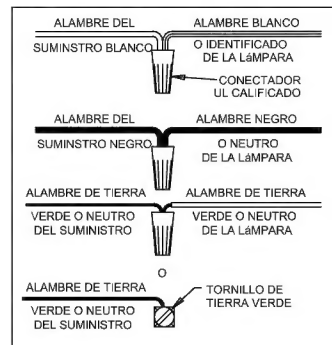 ALAMBRE DEL
ALAMBRE BLANCO
SUMINSTRO BLANCO
O IDENTIFICADO
DE LA LáMPARA
CONECTADOR
UL CALIFICADO
ALAMBRE DEL
ALAMBRE NEGRO
SUMINSTRO NEGRO
O NEUTRO
DE LA LáMPARA
ALAMBRE DE TIERRA
ALAMBRE DE TIERRA
VERDE O NEUTRO
DEL SUMINISTRO
VERDE O NEUTRO
DE LA LáMPARA
O
ALAMBRE DE TIERRA
TORNILLO DE
TIERRA VERDE
VERDE O NEUTRO
DEL SUMINISTRO